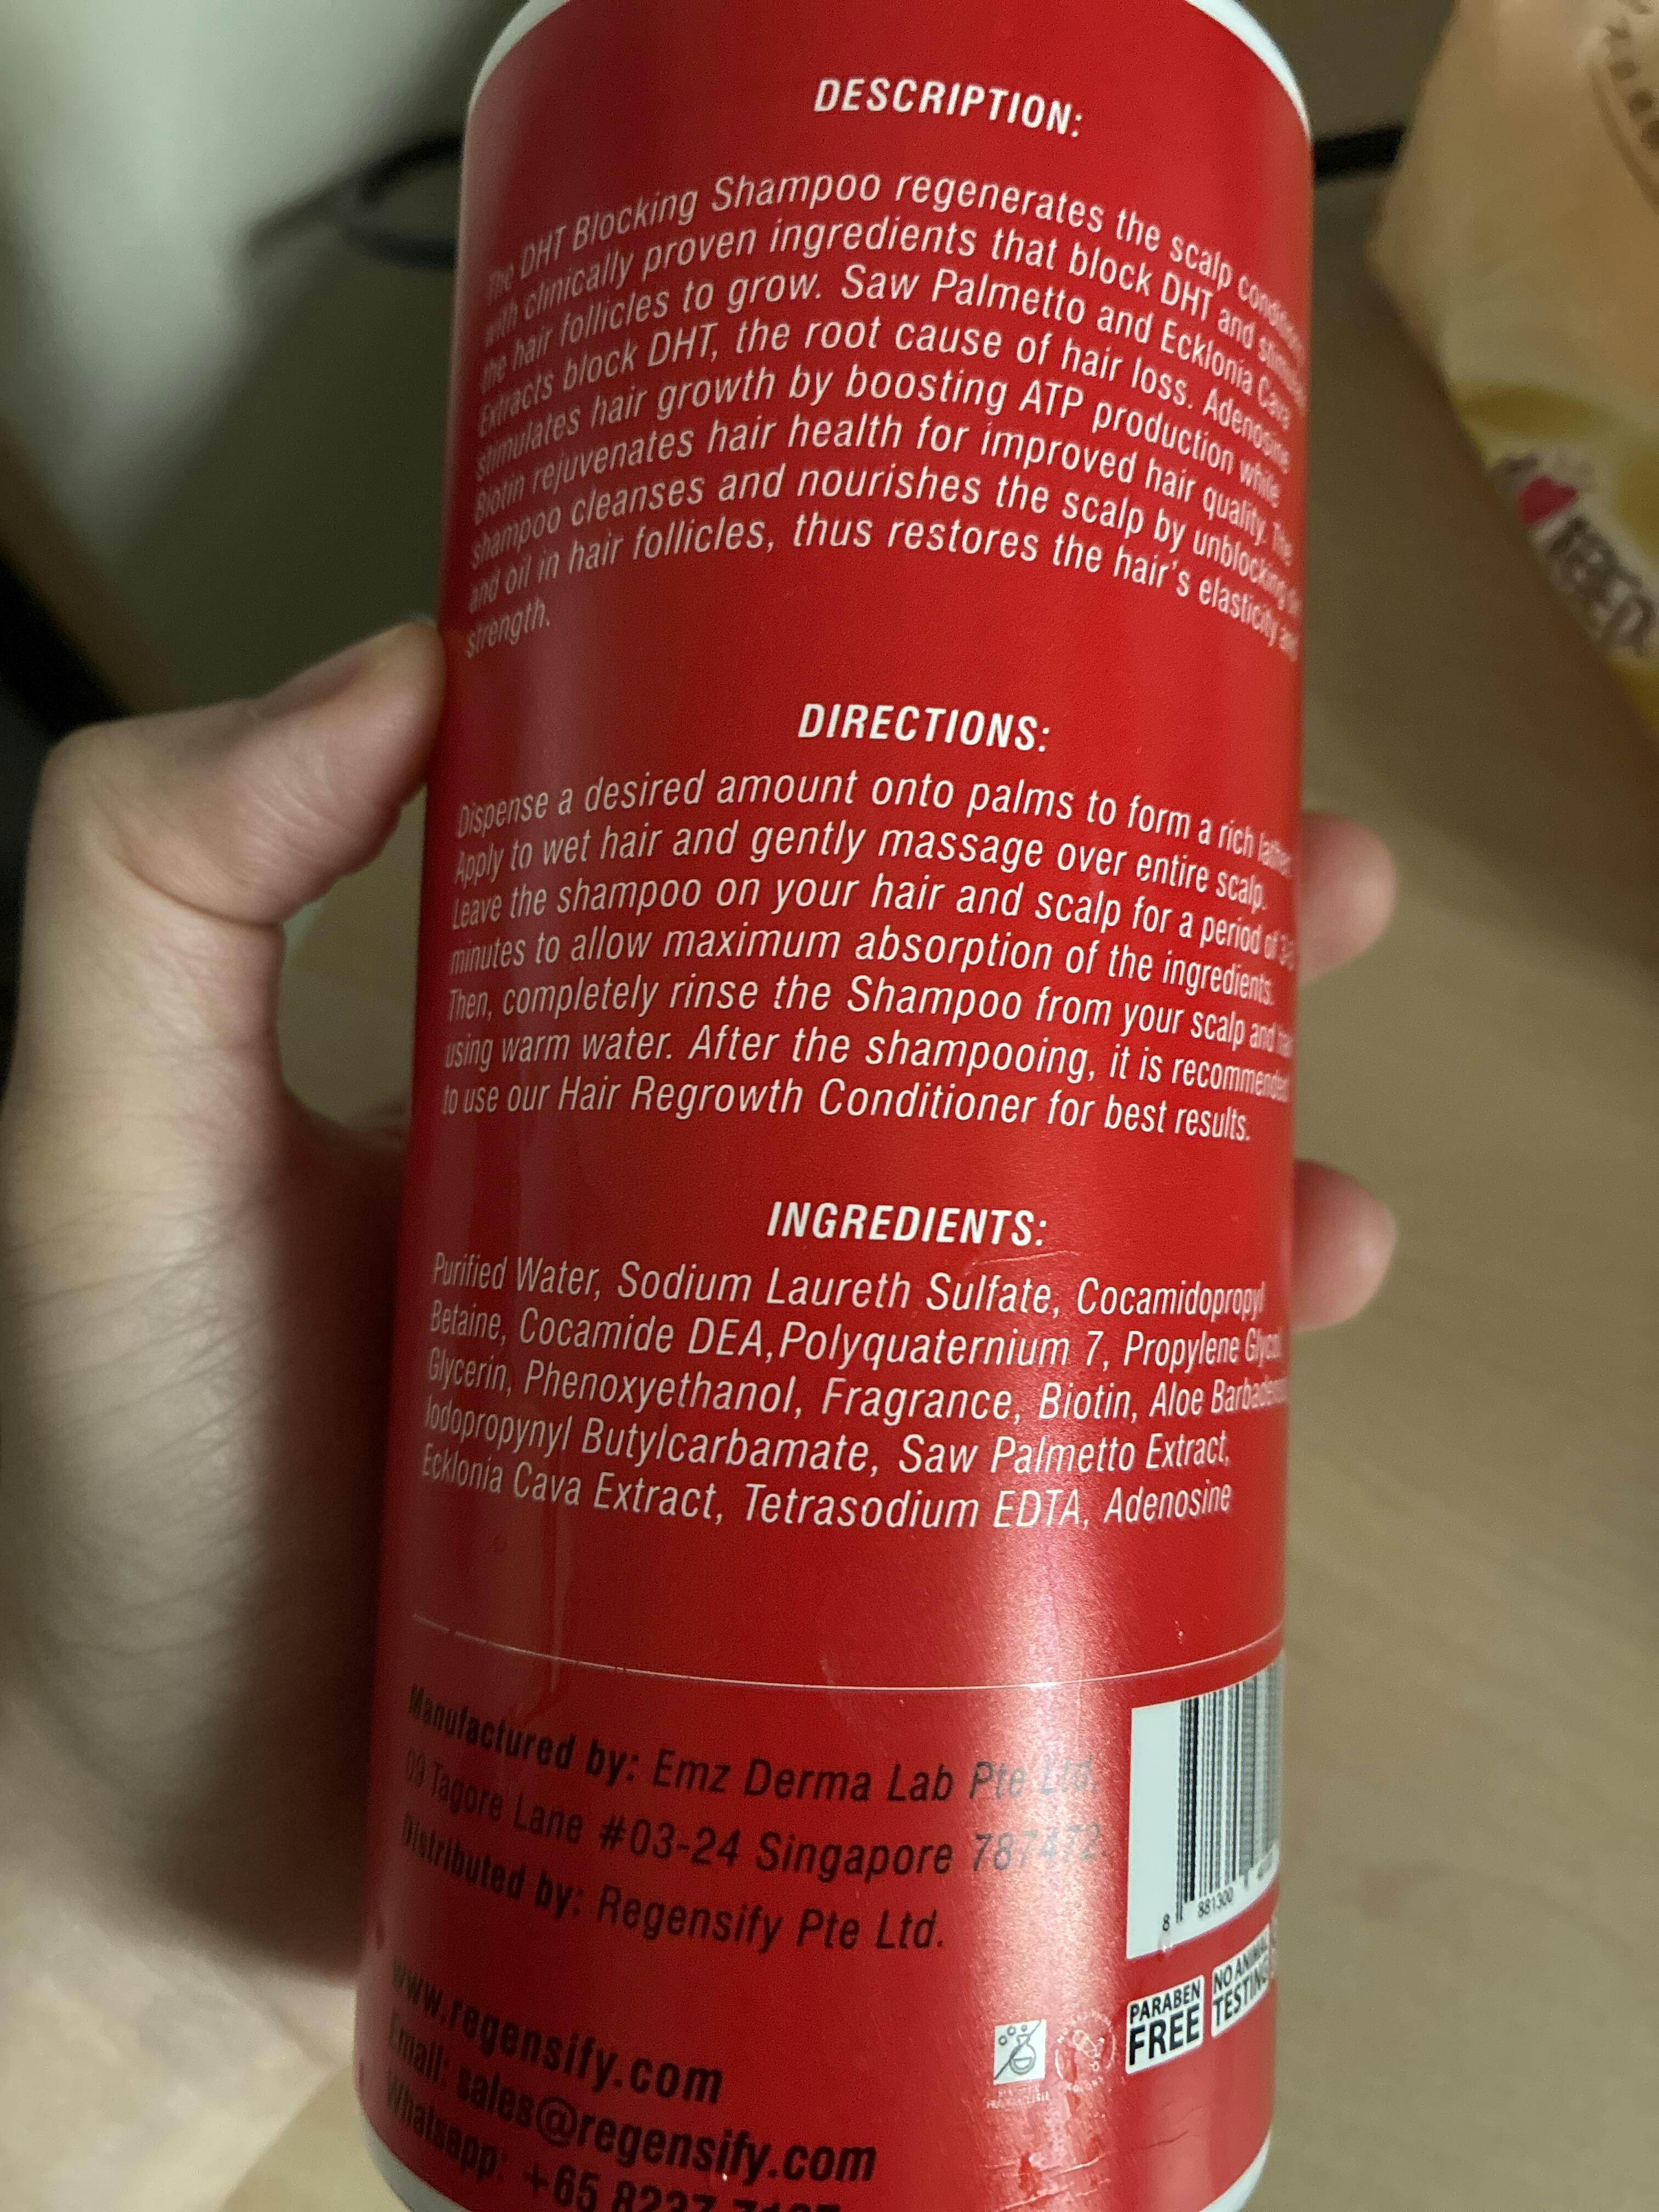 DESCRIPTION:
The DHT Blocking Shampoo regenerates the scalp
with clinically proven ingredients that block DHT and
the hair follicles to grow. Saw Palmetto and Ecklonia Cava
Extracts block DHT, the root cause of hair loss. Adenosine
stimulates hair growth by boosting ATP production while
Biotin rejuvenates hair health for improved hair quality. The
shampoo cleanses and nourishes the scalp by unblocking
and oil in hair follicles, thus restores the hair's elasticity and
strength.
DIRECTIONS:
Dispense a desired amount onto palms to form a rich lather.
Apply to wet hair and gently massage over entire scalp.
Leave the shampoo on your hair and scalp for a period of
minutes to allow maximum absorption of the ingredients.
Then, completely rinse the Shampoo from your scalp and
using warm water. After the shampooing, it is recommended
to use our Hair Regrowth Conditioner for best results.
INGREDIENTS:
Purified Water, Sodium Laureth Sulfate, Cocamidopropyl
Betaine, Cocamide DEA,Polyquaternium 7, Propylene Glycol
Glycerin, Phenoxyethanol, Fragrance, Biotin, Aloe
Iodopropynyl Butylcarbamate, Saw Palmetto Extract,
Ecklonia Cava Extract, Tetrasodium EDTA, Adenosine
Manufactured by: Emz Derma Lab Pte Ltd.
09 Tagore Lane #03-24 Singapore 787472
Distributed by: Regensify Pte Ltd.
8 881300
www.regensify.com
Email: sales@regensify.com
Whatsapp: +65 8237
PARABEN
FREE
NO ANIMAL
TESTING